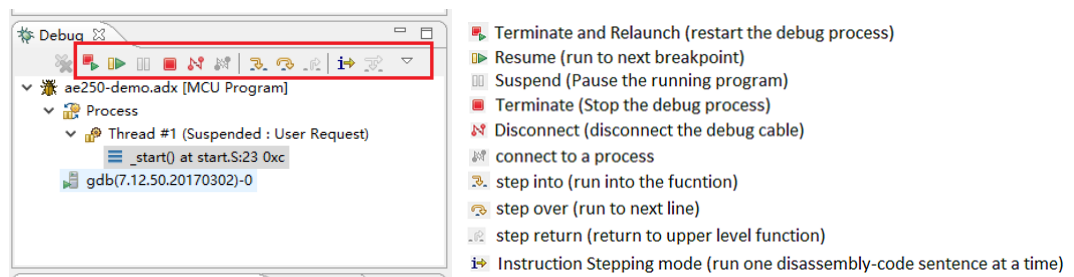 Debug
ae250-demo.adx [MCU Program]
Process
Thread #1 (Suspended : User Request)
_start() at start.S:23 0xc
gdb(7.12.50.20170302)-0
Terminate and Relaunch (restart the debug process)
Resume (run to next breakpoint)
Suspend (Pause the running program)
Terminate (Stop the debug process)
Disconnect (disconnect the debug cable)
connect to a process
step into (run into the fucntion)
step over (run to next line)
step return (return to upper level function)
Instruction Stepping mode (run one disassembly-code sentence at a time)